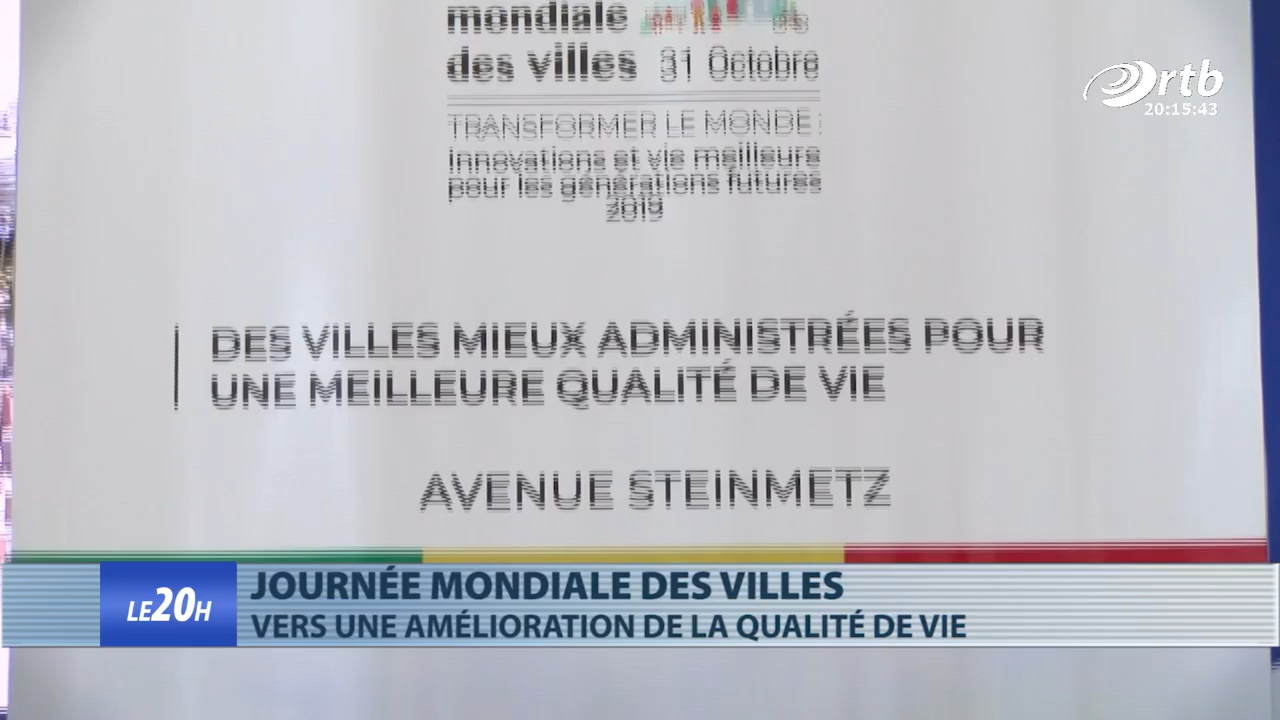 mondiale
des villes 31 Octobre
TRANSFORMER LE MONDE :
innovations et vie meilleure
pour les générations futures
2019
rtb
20:15:43
DES VILLES MIEUX ADMINISTRÉES POUR
UNE MEILLEURE QUALITÉ DE VIE
AVENUE STEINMETZ
LE20H
JOURNÉE MONDIALE DES VILLES
VERS UNE AMÉLIORATION DE LA QUALITÉ DE VIE